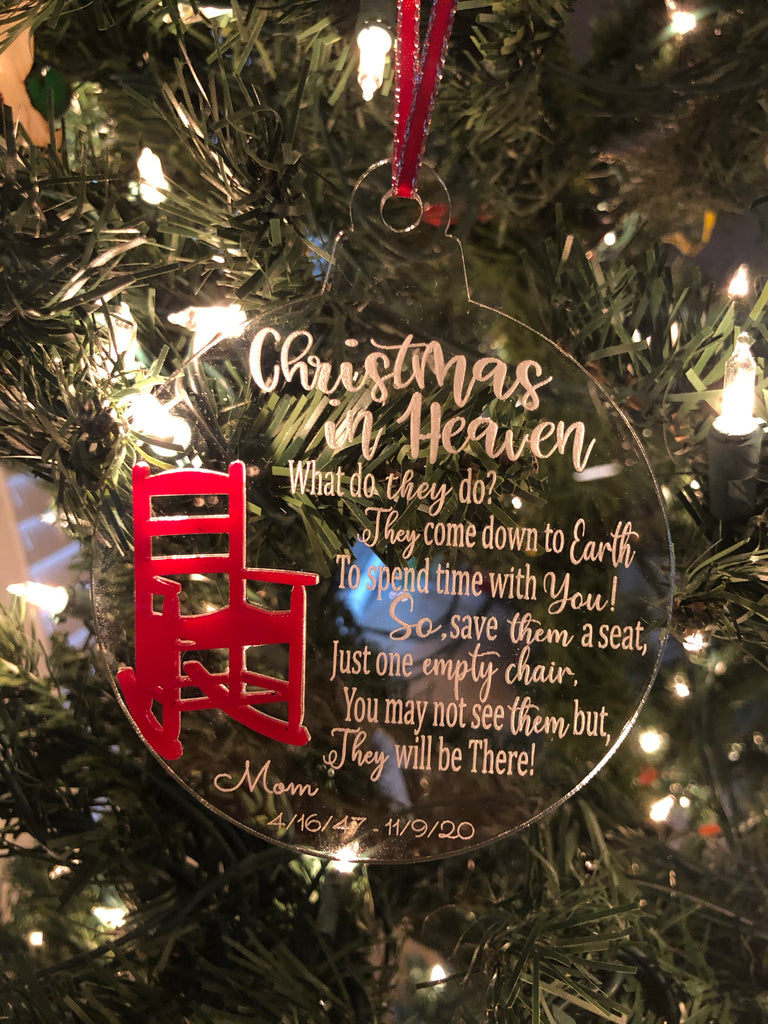 Christmas
in Heaven
What do they do?
They come down to Earth
To spend time with You!
So, save them a seat,
Just one empty chair,
You may not see them but,
They will be There!
Mom
4/16/47 - 11/9/20